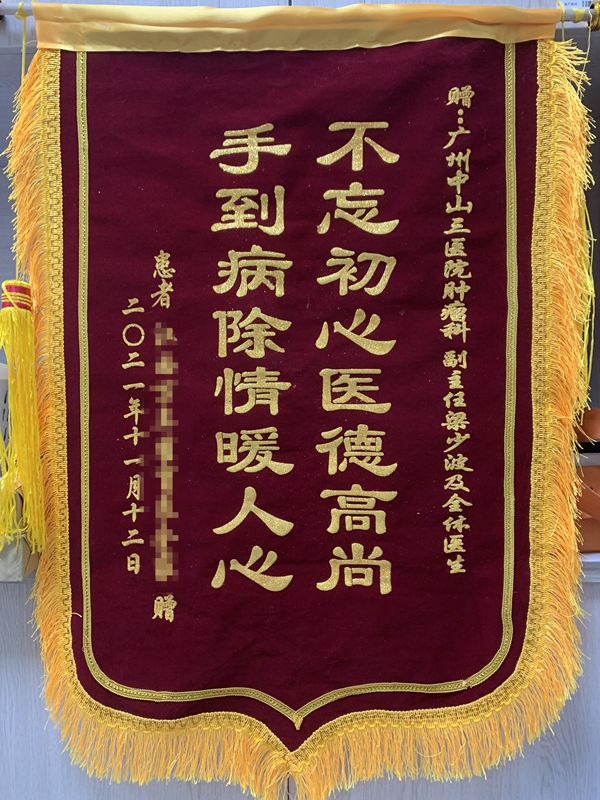 赠：广州中山三医院肿瘤科 副主任梁少波及全体医生
不忘初心医德高尚
手到病除情暖人心
患者 赠
二〇二一年十一月十二日